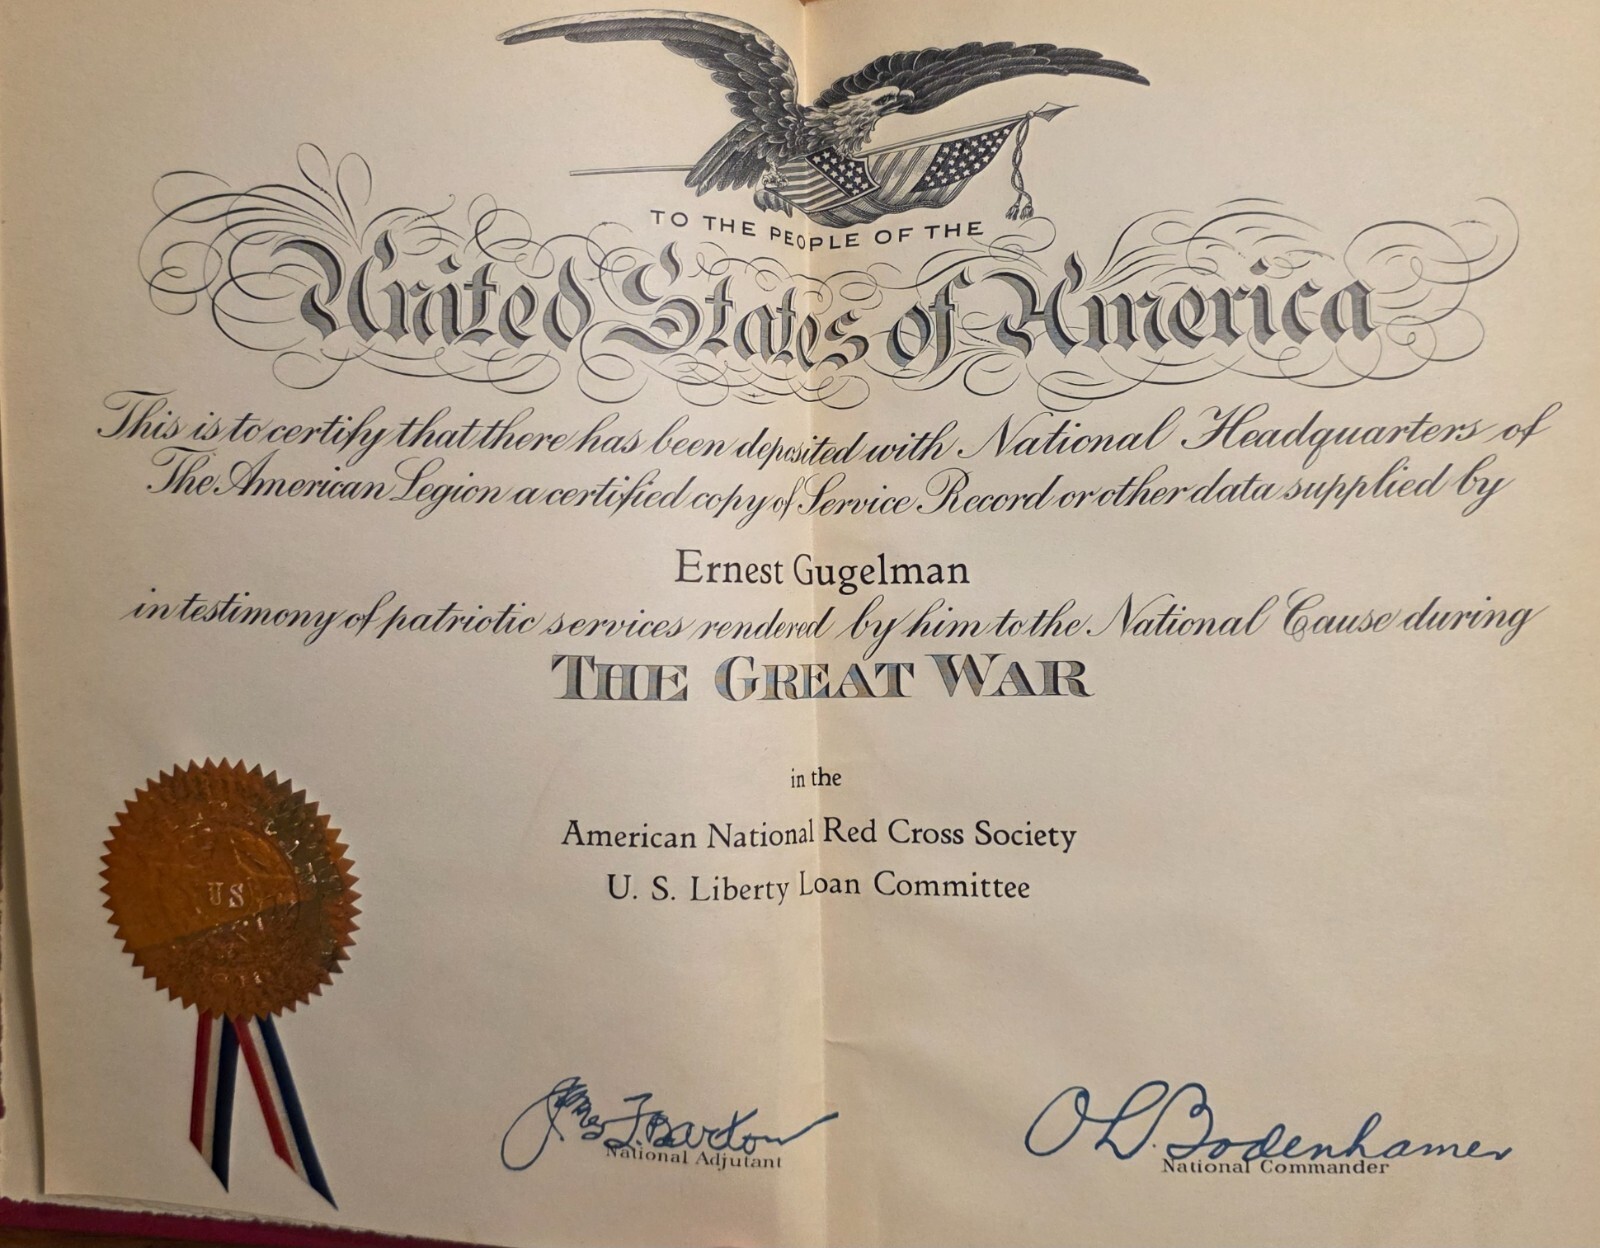 TO THE PEOPLE OF THE
United States of America
This is to certify that there has been deposited with National Headquarters of
The American Legion a certified copy of Service Record or other data supplied by
Ernest Gugelman
in testimony of patriotic services rendered by him to the National Cause during
THE GREAT WAR
in the
American National Red Cross Society
U. S. Liberty Loan Committee
US
James F. Barton
National Adjutant
O L. Bodenhamer
National Commander